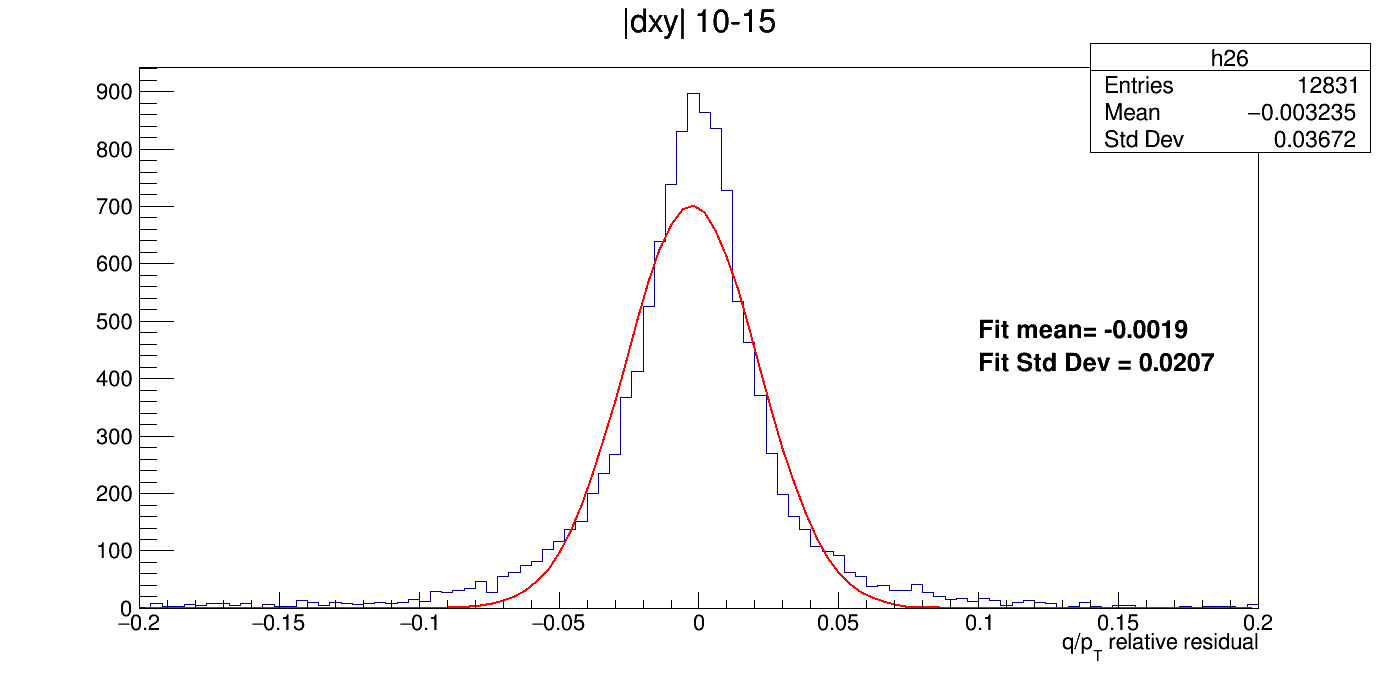 |dxy| 10-15
h26
Entries 12831
Mean −0.003235
Std Dev 0.03672
900
800
700
600
500
400
300
200
100
0
Fit mean= -0.0019
Fit Std Dev = 0.0207
−0.2 −0.15 −0.1 −0.05 0 0.05 0.1 0.15 0.2
q/p_T relative residual